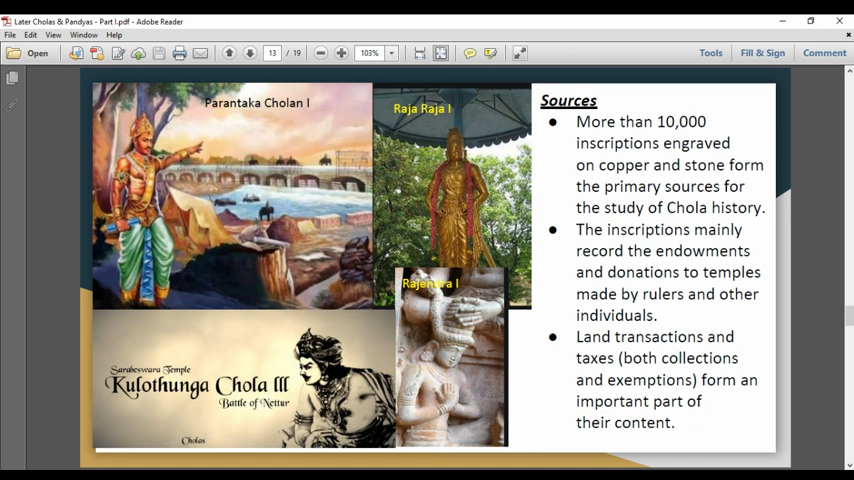 Later Cholas & Pandyas - Part I.pdf - Adobe Reader
File Edit View Window Help
Open 13 / 19 103% Tools Fill & Sign Comment
Parantaka Cholan I
Raja Raja I
Rajendra I
Sarabeswara Temple
Kulothunga Chola III
Battle of Nettur
Cholas
Sources
● More than 10,000
inscriptions engraved
on copper and stone form
the primary sources for
the study of Chola history.
● The inscriptions mainly
record the endowments
and donations to temples
made by rulers and other
individuals.
● Land transactions and
taxes (both collections
and exemptions) form an
important part of
their content.